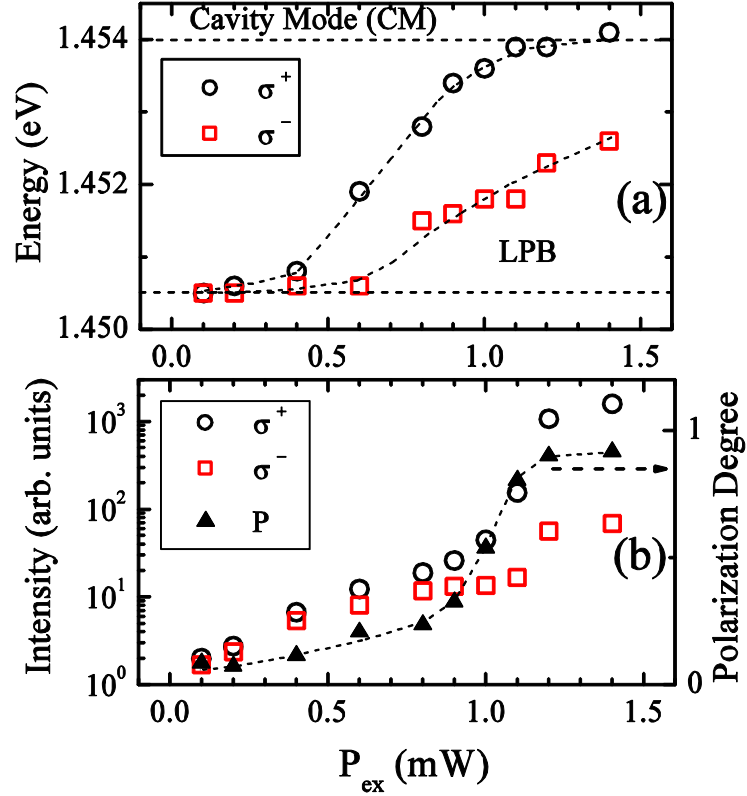 Cavity Mode (CM)
1.454
σ+
σ−
1.452
(a)
LPB
1.450
Energy (eV)
0.0 0.5 1.0 1.5
10³
σ+
1
σ−
10²
P
(b)
10¹
10⁰
0
Intensity (arb. units)
Polarization Degree
0.0 0.5 1.0 1.5
Pex (mW)